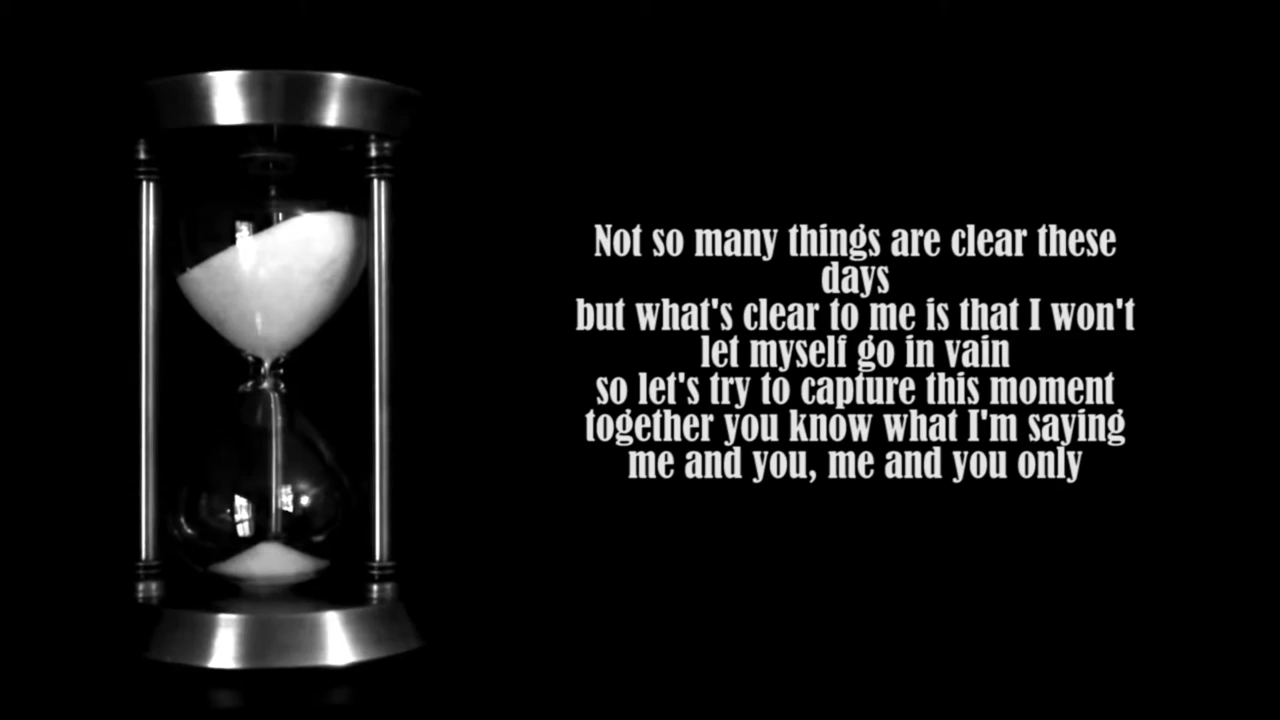 Not so many things are clear these
days
but what's clear to me is that I won't
let myself go in vain
so let's try to capture this moment
together you know what I'm saying
me and you, me and you only